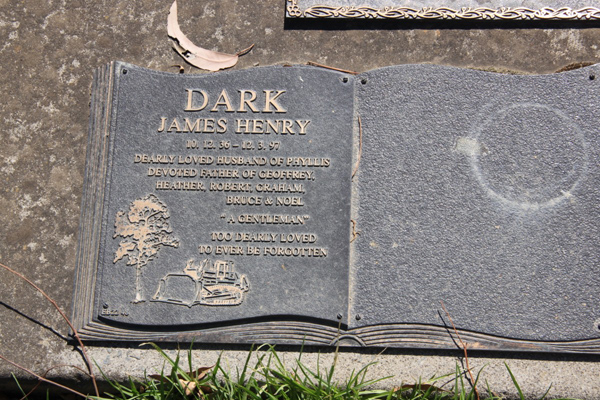 DARK
JAMES HENRY
10. 12. 36 – 12. 3. 97
DEARLY LOVED HUSBAND OF PHYLLIS
DEVOTED FATHER OF GEOFFREY,
HEATHER, ROBERT, GRAHAM,
BRUCE & NOEL
"A GENTLEMAN"
TOO DEARLY LOVED
TO EVER BE FORGOTTEN